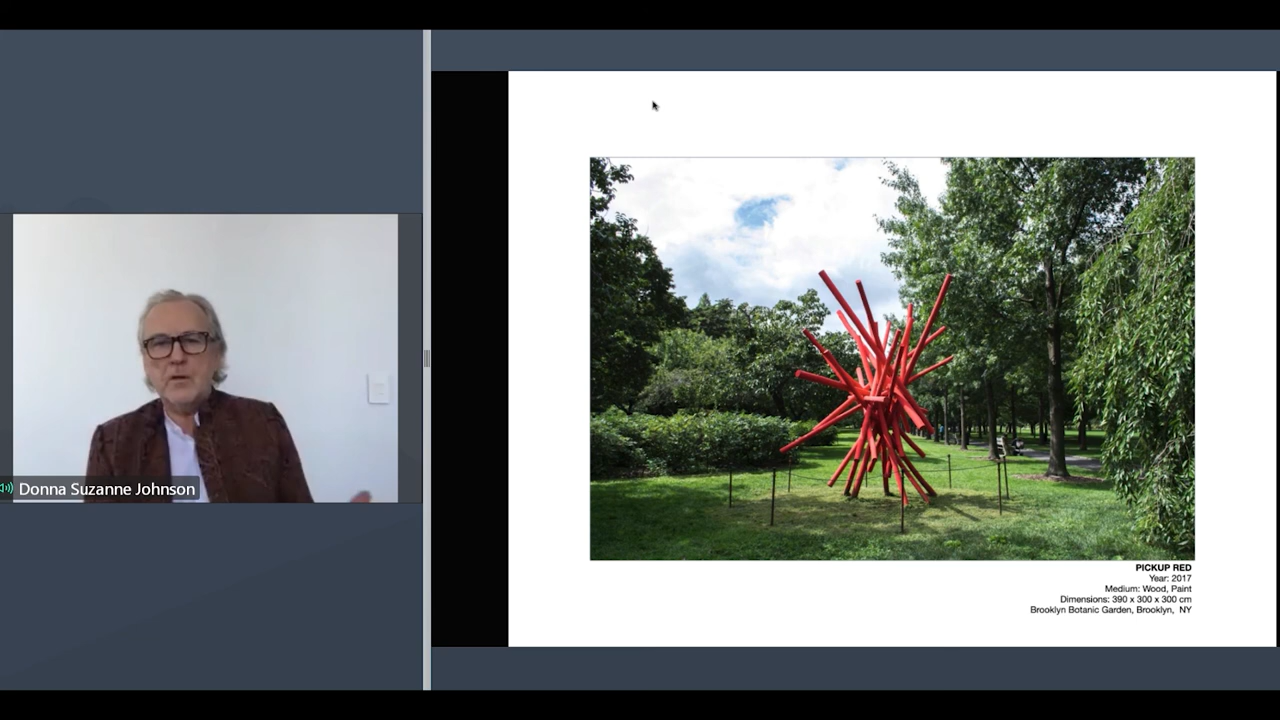 Donna Suzanne Johnson
PICKUP RED
Year: 2017
Medium: Wood, Paint
Dimensions: 390 x 300 x 300 cm
Brooklyn Botanic Garden, Brooklyn, NY